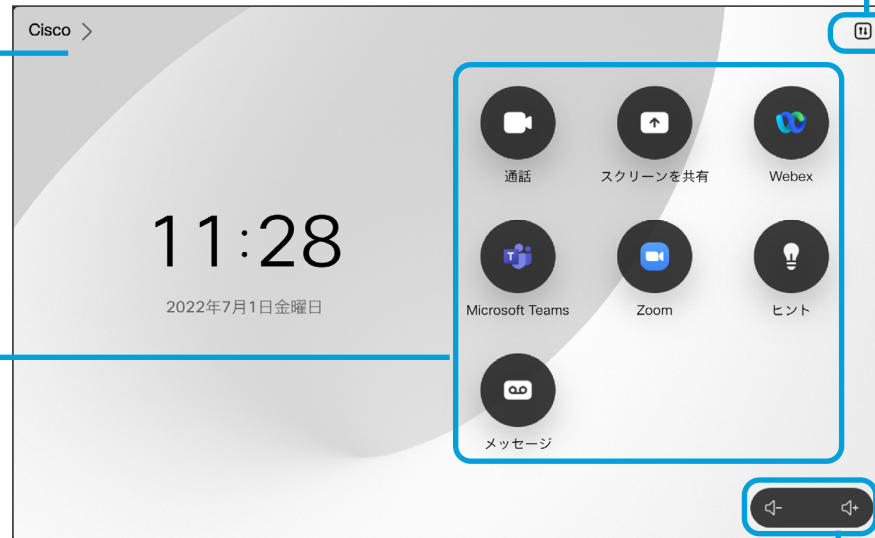 Cisco
通話
スクリーンを共有
Webex
11:28
2022年7月1日金曜日
Microsoft Teams
Zoom
ヒント
メッセージ